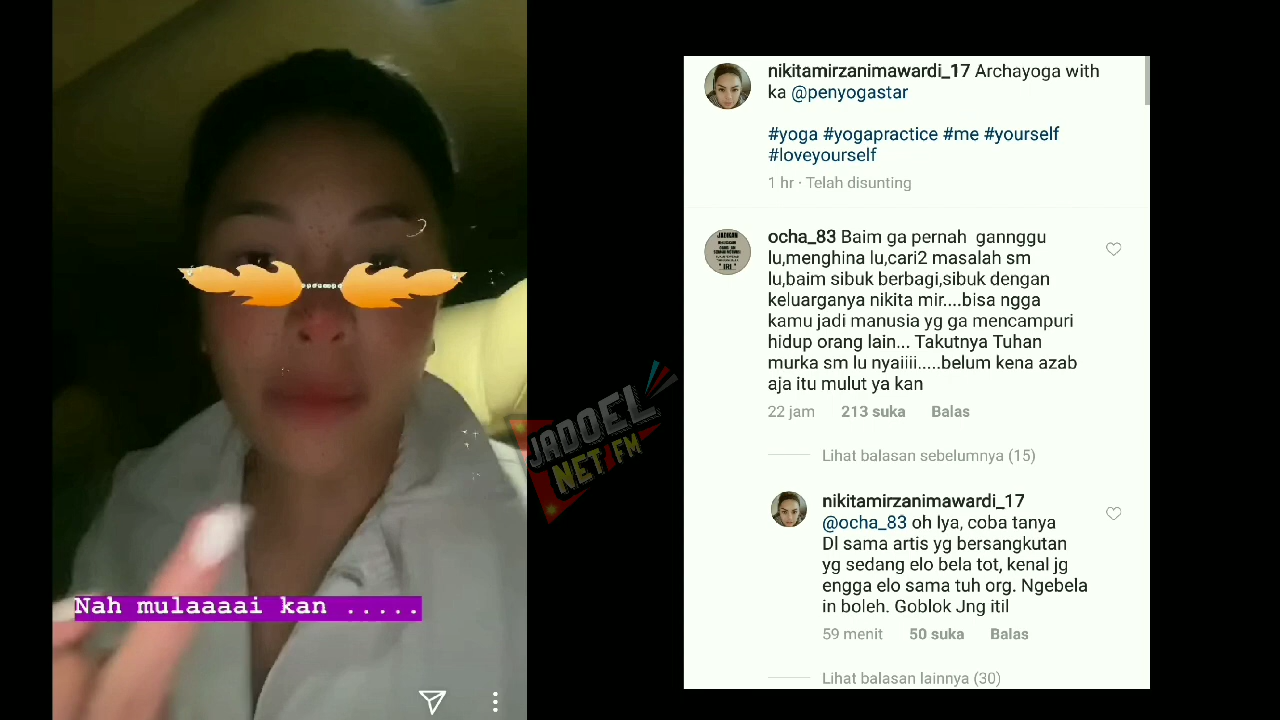 Nah mulaaaai kan .....
JADOEL
NET FM
nikitamirzanimawardi_17 Archayoga with
ka @penyogastar
#yoga #yogapractice #me #yourself
#loveyourself
1 hr · Telah disunting
ocha_83 Baim ga pernah gannggu
lu,menghina lu,cari2 masalah sm
lu,baim sibuk berbagi,sibuk dengan
keluarganya nikita mir....bisa ngga
kamu jadi manusia yg ga mencampuri
hidup orang lain... Takutnya Tuhan
murka sm lu nyaiiii.....belum kena azab
aja itu mulut ya kan
22 jam 213 suka Balas
Lihat balasan sebelumnya (15)
nikitamirzanimawardi_17
@ocha_83 oh Iya, coba tanya
DI sama artis yg bersangkutan
yg sedang elo bela tot, kenal jg
engga elo sama tuh org. Ngebela
in boleh. Goblok Jng itil
59 menit 50 suka Balas
Lihat balasan lainnya (30)